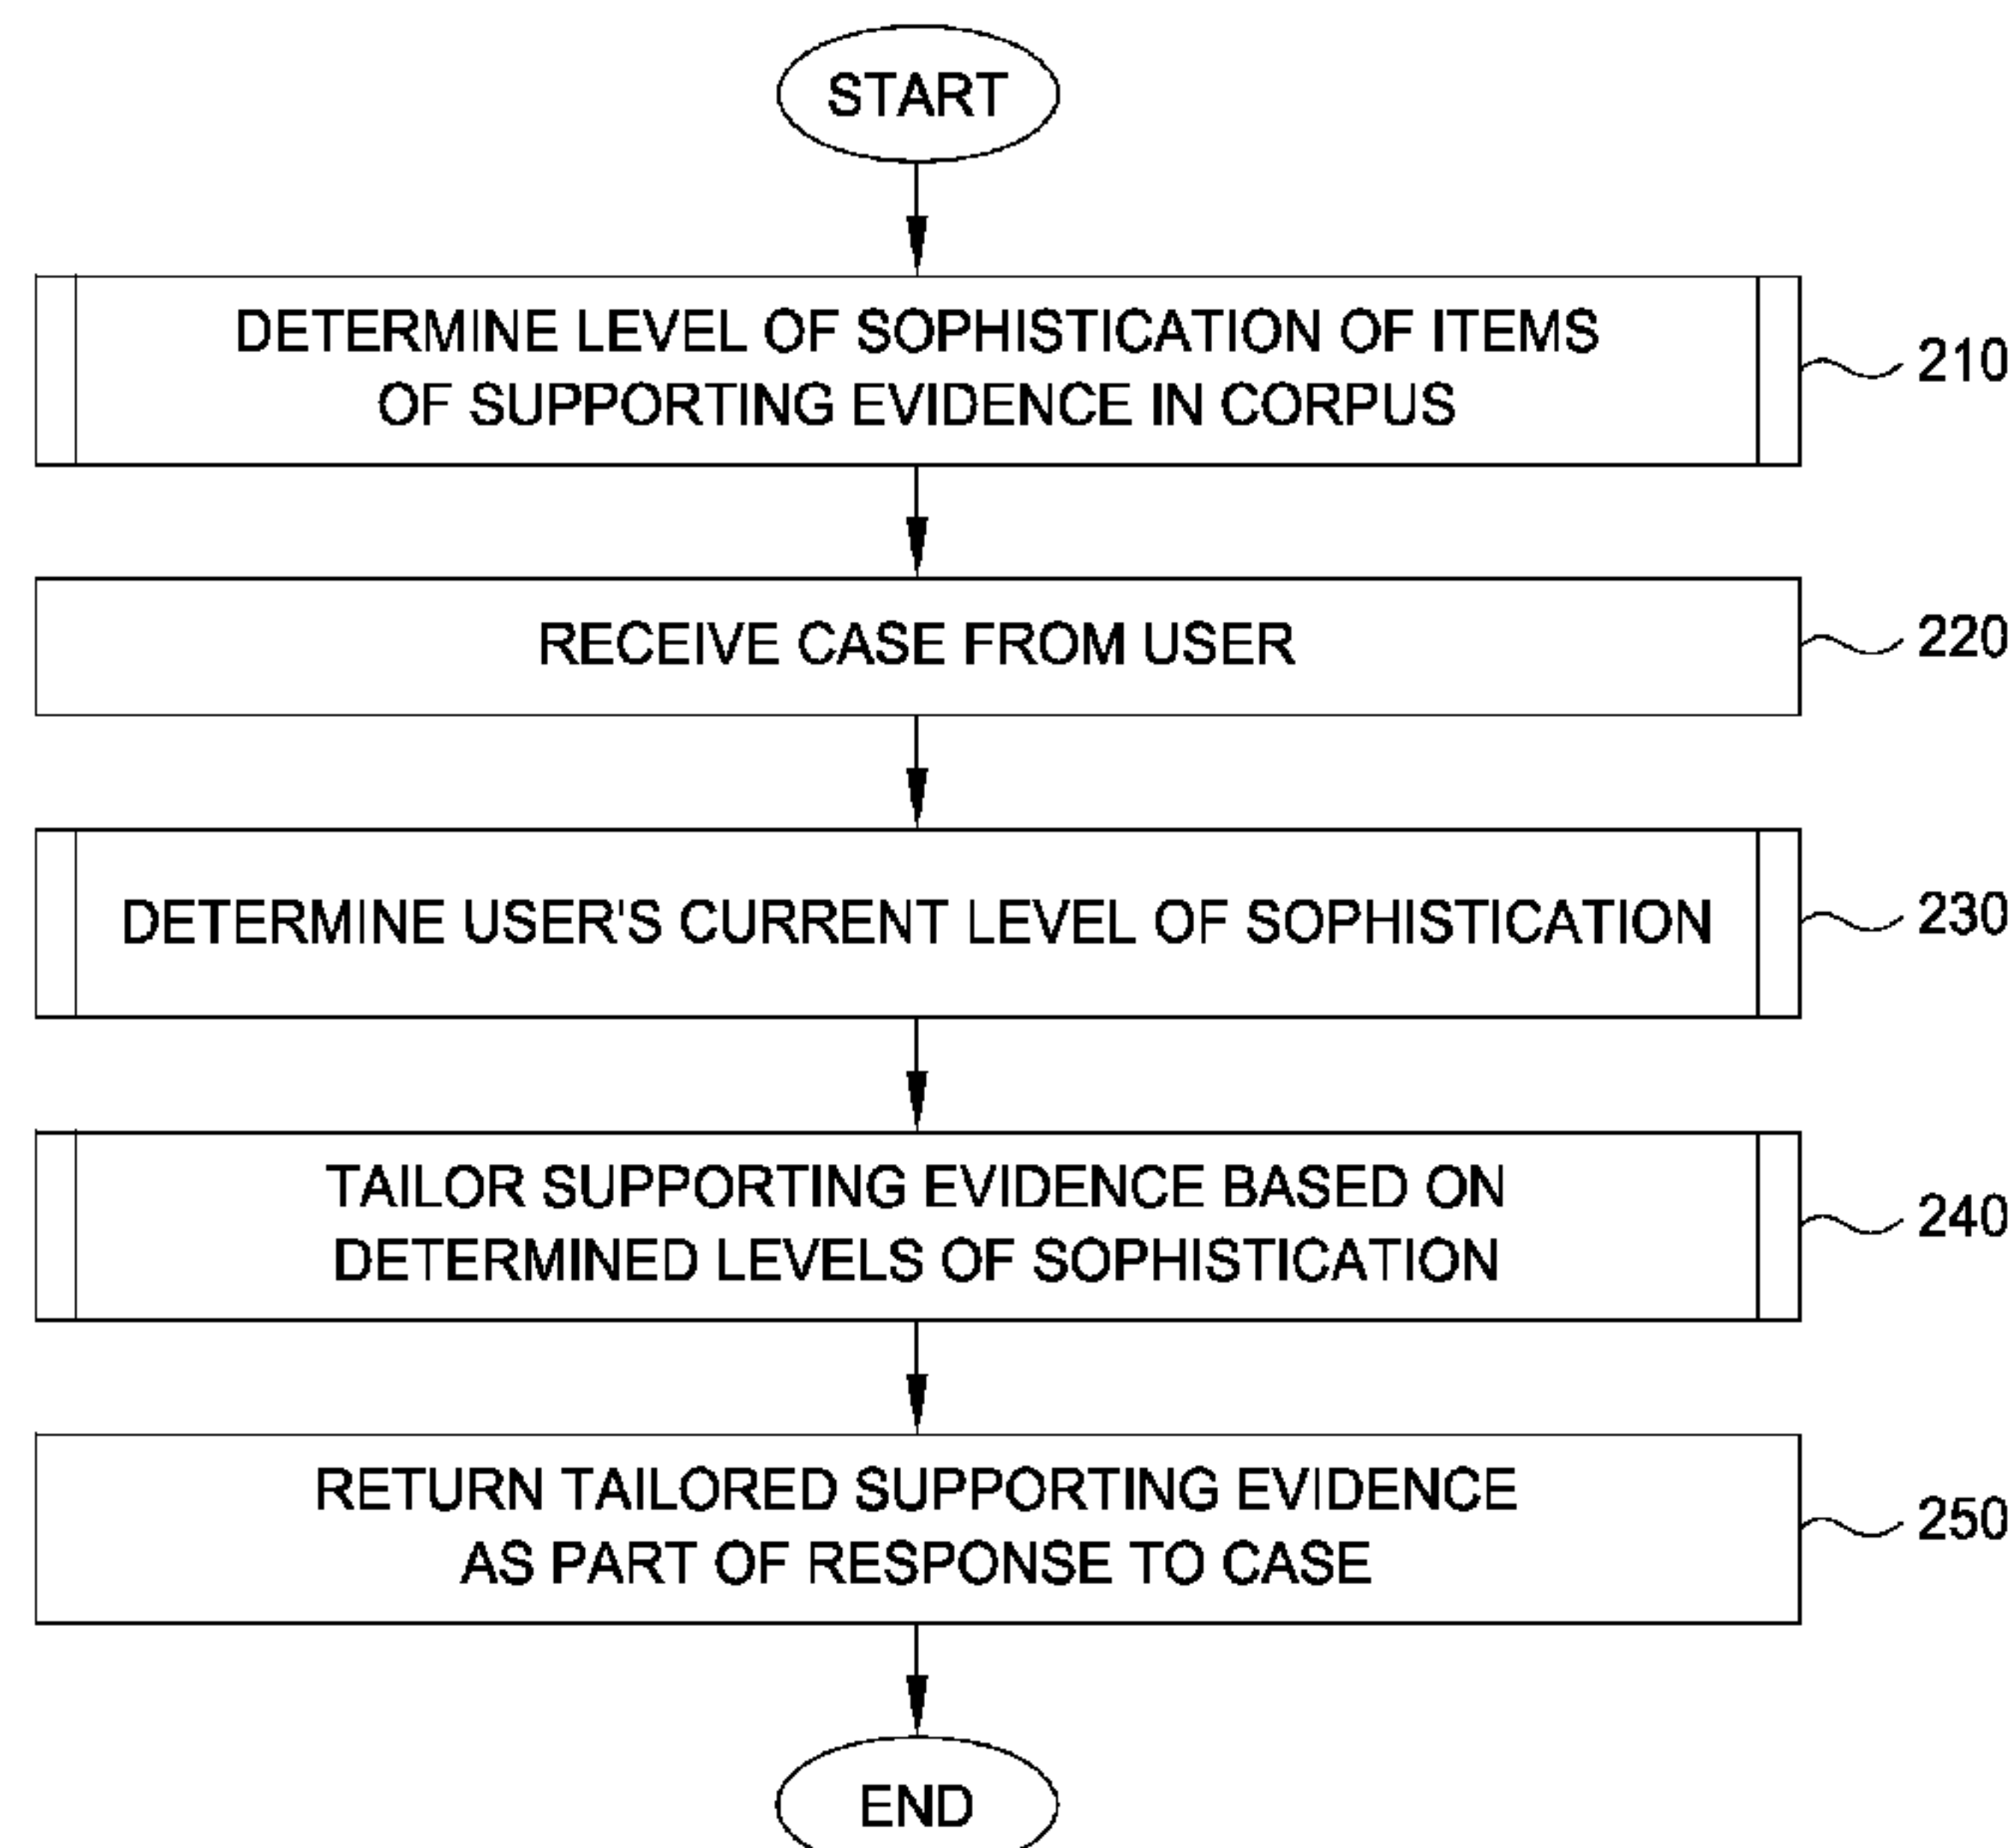 START
DETERMINE LEVEL OF SOPHISTICATION OF ITEMS
OF SUPPORTING EVIDENCE IN CORPUS
210
RECEIVE CASE FROM USER
220
DETERMINE USER'S CURRENT LEVEL OF SOPHISTICATION
230
TAILOR SUPPORTING EVIDENCE BASED ON
DETERMINED LEVELS OF SOPHISTICATION
240
RETURN TAILORED SUPPORTING EVIDENCE
AS PART OF RESPONSE TO CASE
250
END